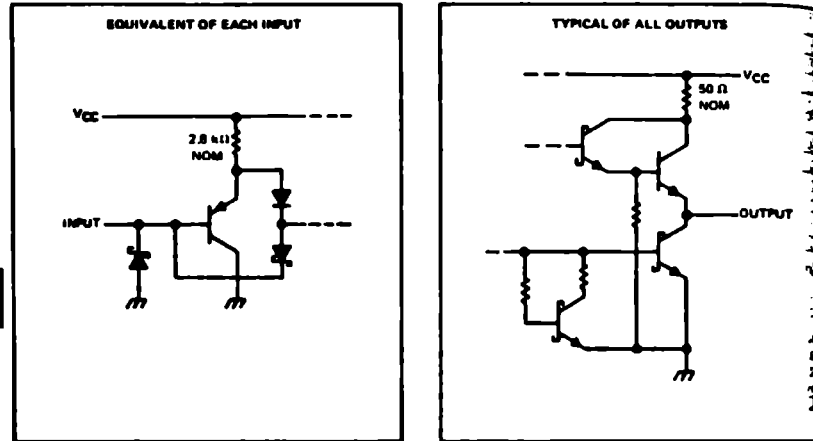 EQUIVALENT OF EACH INPUT
VCC
2.8 kΩ
NOM
INPUT
TYPICAL OF ALL OUTPUTS
VCC
50 Ω
NOM
OUTPUT